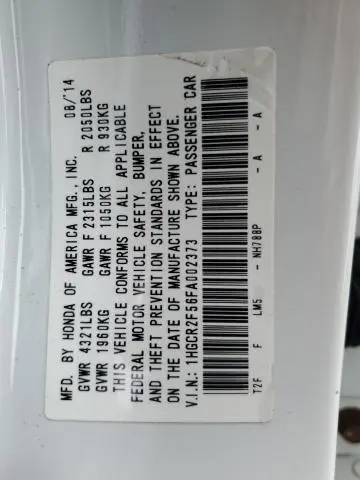 MFD. BY HONDA OF AMERICA MFG., INC. 08/'14
GVWR 4321LBS GAWR F 2315LBS R 2050LBS
GVWR 1960KG GAWR F 1050KG R 930KG
THIS VEHICLE CONFORMS TO ALL APPLICABLE
FEDERAL MOTOR VEHICLE SAFETY, BUMPER,
AND THEFT PREVENTION STANDARDS IN EFFECT
ON THE DATE OF MANUFACTURE SHOWN ABOVE.
V.I.N.: 1HGCR2F56FA002373 TYPE: PASSENGER CAR
T2F F LM5 - NH788P - A - A